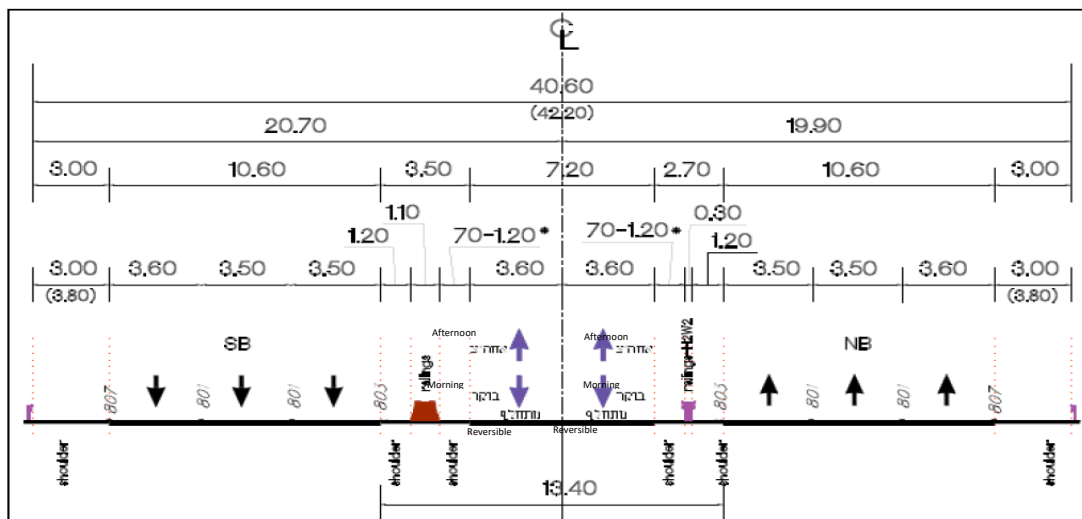 CL
40.60
(42.20)
20.70 19.90
3.00 10.60 3.50 7.20 2.70 10.60 3.00
1.10 0.30
1.20 70-1.20* 70-1.20* 1.20
3.00 3.60 3.50 3.50 3.60 3.60 3.50 3.50 3.60 3.00
(3.80) (3.80)
Afternoon Afternoon
SB NB
railings railings H2W2
Morning Morning
בוקר בוקר
807 801 801 803 803 801 801 807
Reversible Reversible
shoulder shoulder shoulder shoulder shoulder shoulder
13.40